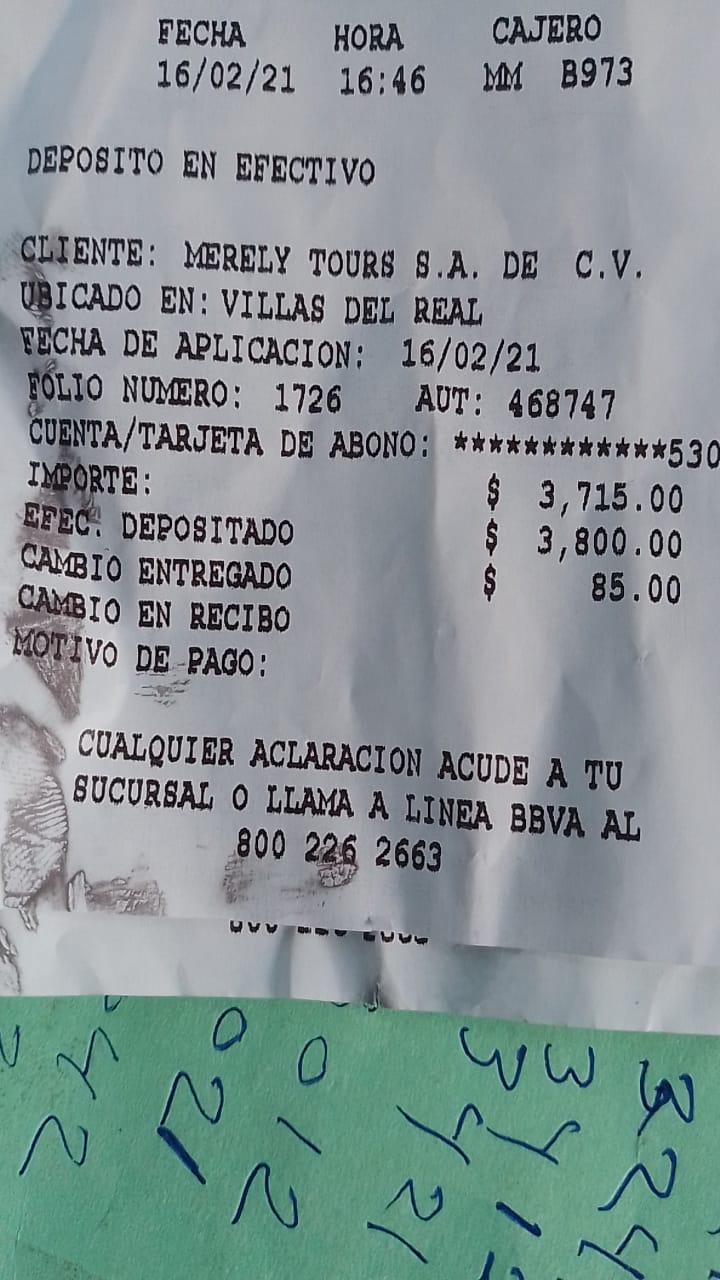 FECHA HORA CAJERO
16/02/21 16:46 MM B973
DEPOSITO EN EFECTIVO
CLIENTE: MERELY TOURS S.A. DE C.V.
UBICADO EN: VILLAS DEL REAL
FECHA DE APLICACION: 16/02/21
FOLIO NUMERO: 1726 AUT: 468747
CUENTA/TARJETA DE ABONO: ************530
IMPORTE: $ 3,715.00
EFEC. DEPOSITADO $ 3,800.00
CAMBIO ENTREGADO $ 85.00
CAMBIO EN RECIBO
MOTIVO DE PAGO:
CUALQUIER ACLARACION ACUDE A TU
SUCURSAL O LLAMA A LINEA BBVA AL
800 226 2663